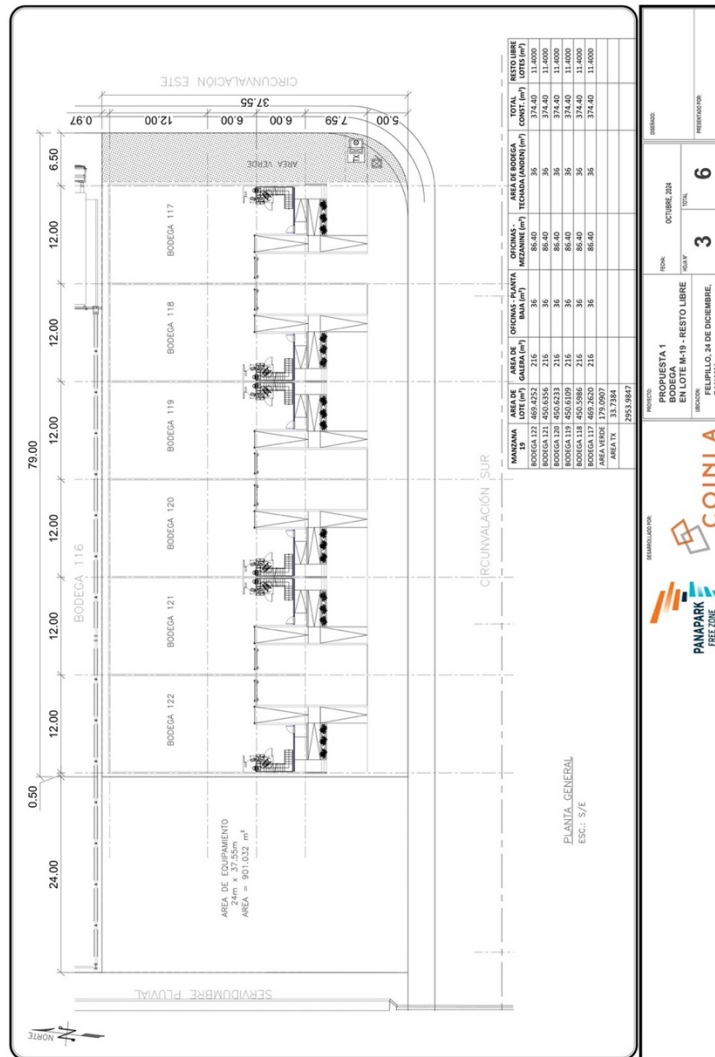 NORTE
SERVIDUMBRE PLUVIAL
CIRCUNVALACIÓN ESTE
24.00
0.50
79.00
12.00
12.00
12.00
12.00
12.00
12.00
6.50
0.97
12.00
6.00
6.00
7.59
5.00
37.55
BODEGA 116
BODEGA 122
BODEGA 121
BODEGA 120
BODEGA 119
BODEGA 118
BODEGA 117
AREA VERDE
TX
AREA DE EQUIPAMIENTO
24m x 37.55m
AREA = 901.032 m²
CIRCUNVALACIÓN SUR
PLANTA GENERAL
ESC.: S/E
MANZANA 19 AREA DE LOTE (m²) AREA DE GALERA (m²) OFICINAS - PLANTA BAJA (m²) OFICINAS - MEZANINE (m²) AREA DE BODEGA TECHADA (ANDEN) (m²) TOTAL CONST. (m²) RESTO LIBRE LOTES (m²)
BODEGA 122 469.4252 216 36 86.40 36 374.40 11.4000
BODEGA 121 450.6356 216 36 86.40 36 374.40 11.4000
BODEGA 120 450.6233 216 36 86.40 36 374.40 11.4000
BODEGA 119 450.6109 216 36 86.40 36 374.40 11.4000
BODEGA 118 450.5986 216 36 86.40 36 374.40 11.4000
BODEGA 117 469.2620 216 36 86.40 36 374.40 11.4000
AREA VERDE 179.0907
AREA TX 33.7384
2953.9847
DESARROLLADO POR:
PANAPARK
FREE ZONE
COINLA
PROYECTO:
PROPUESTA 1
BODEGA
EN LOTE M-19 - RESTO LIBRE
UBICACIÓN:
FELIPILLO, 24 DE DICIEMBRE,
FECHA:
OCTUBRE, 2024
HOJA Nº
3
TOTAL
6
DISEÑADO:
PRESENTADO POR: